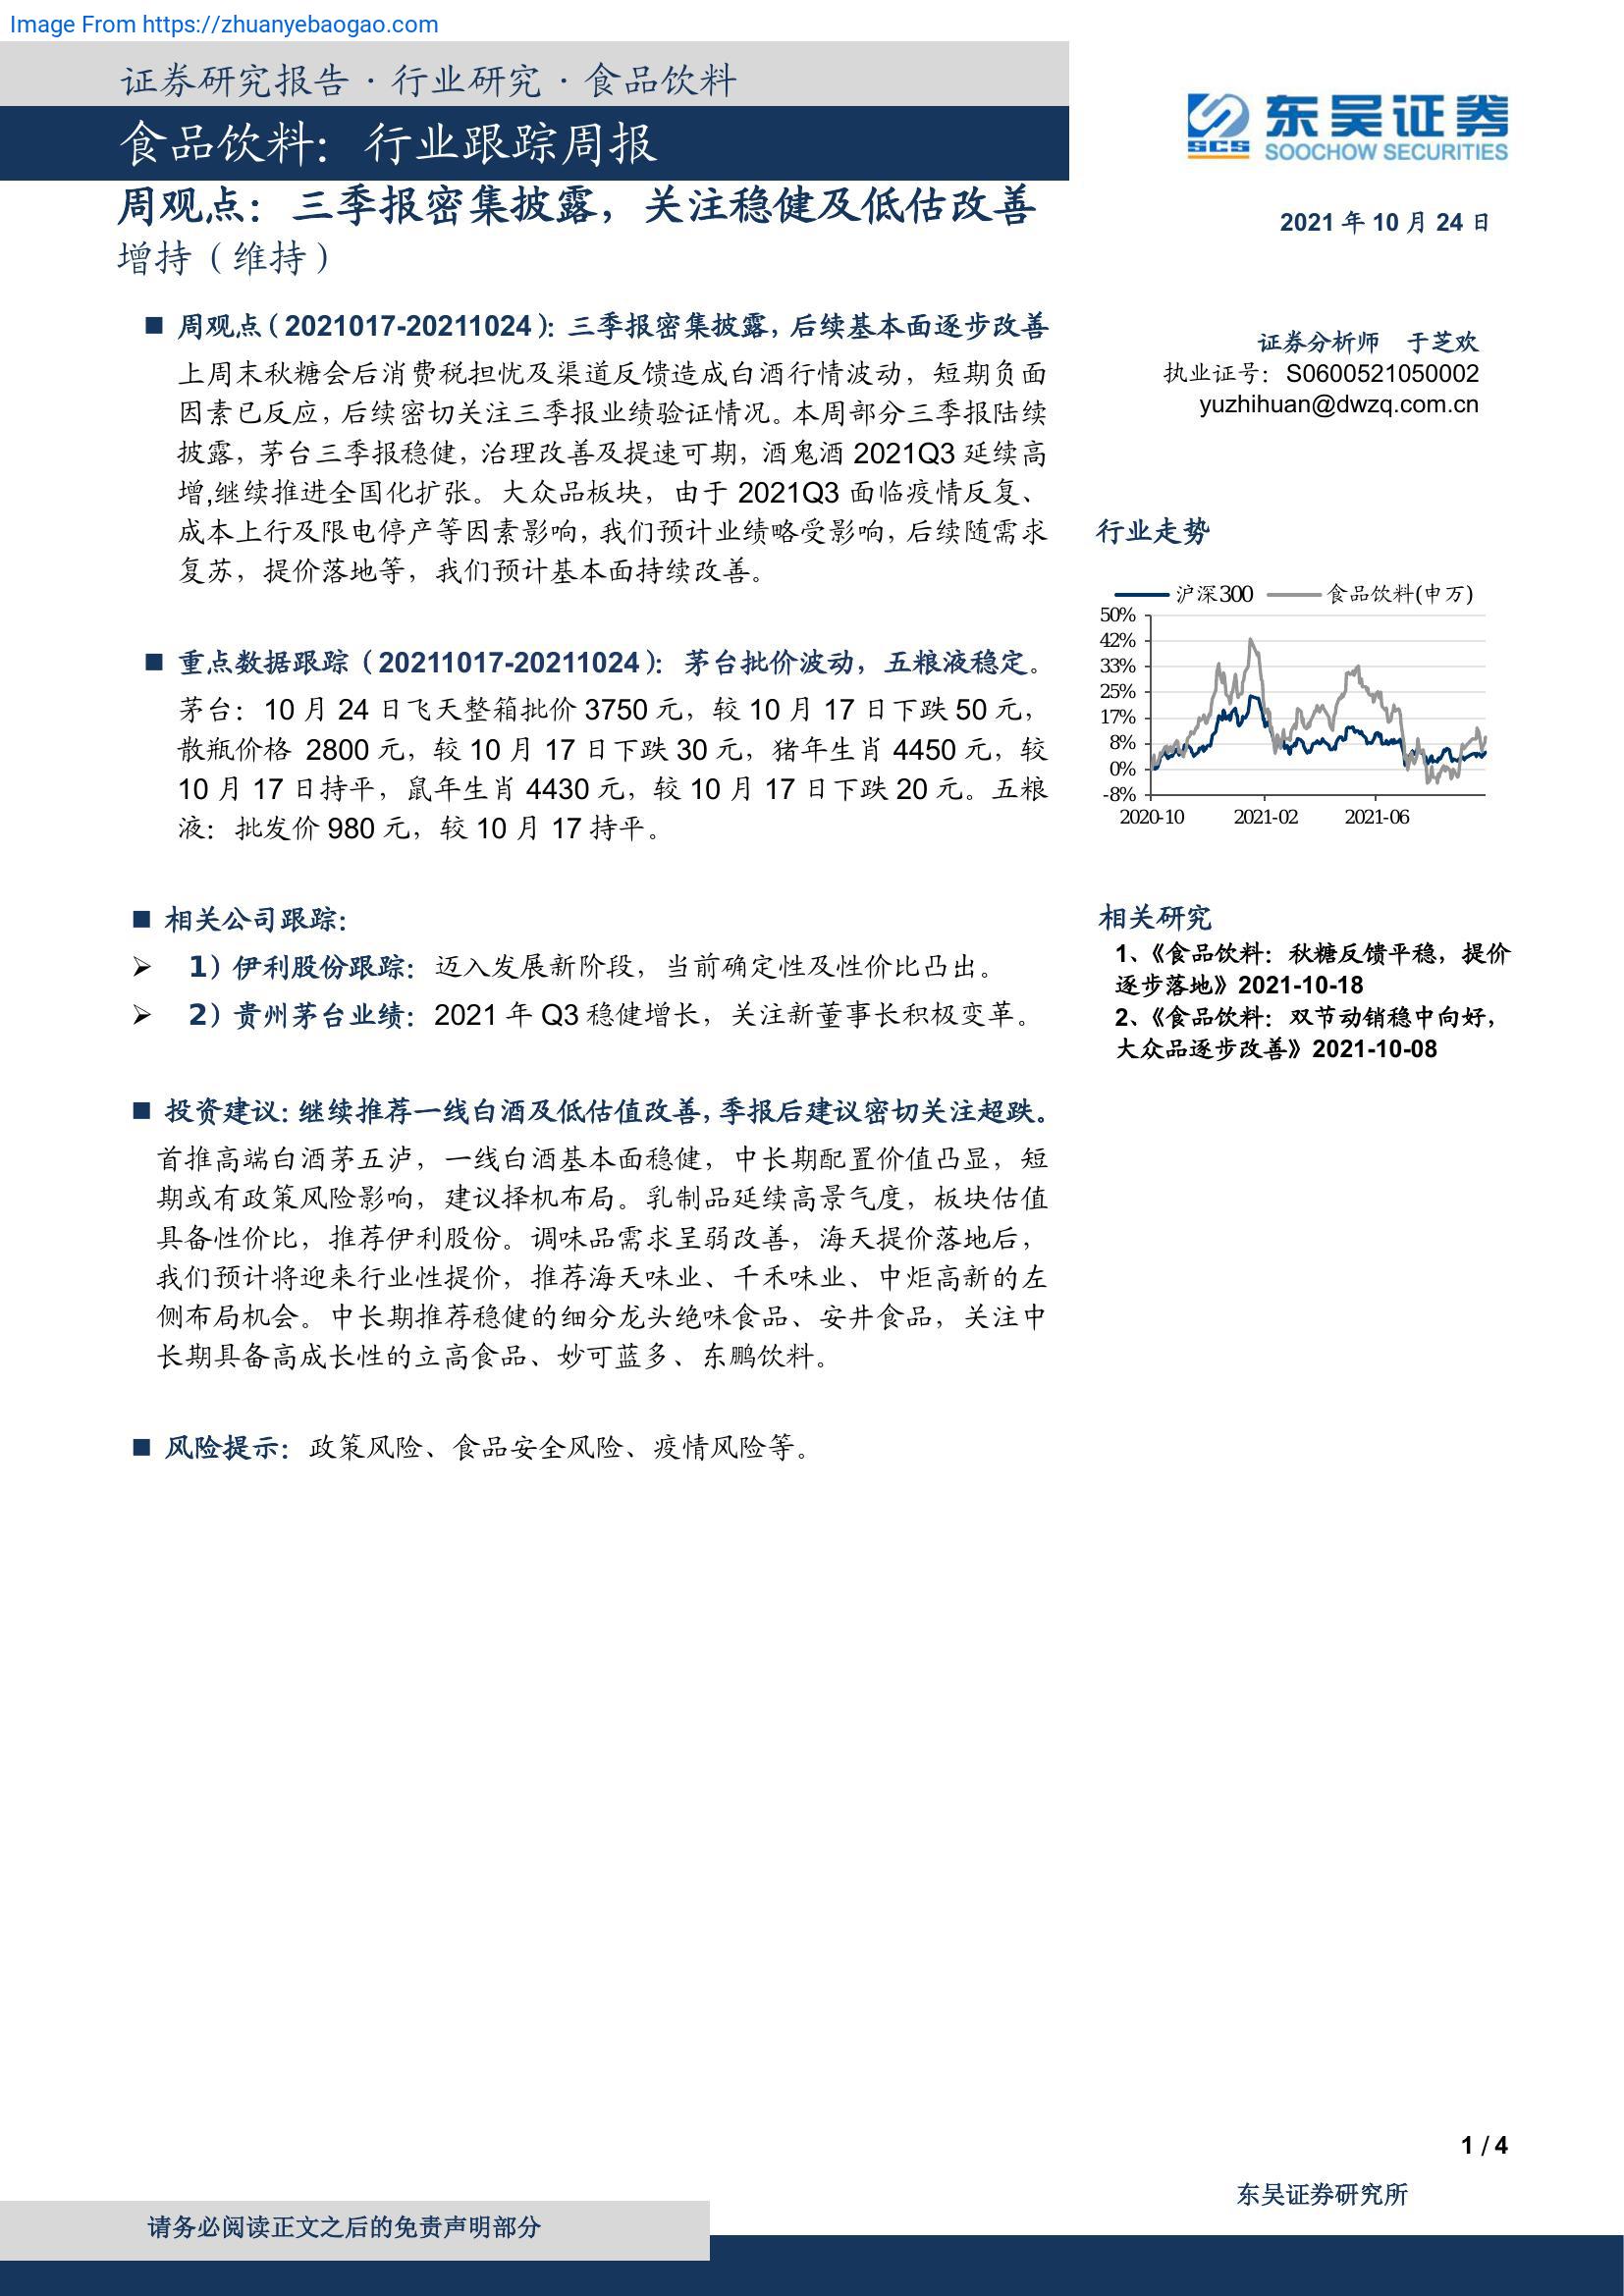 Image From https://zhuanyebaogao.com
证券研究报告·行业研究·食品饮料
食品饮料：行业跟踪周报
东吴证券
SCS
SOOCHOW SECURITIES
周观点：三季报密集披露，关注稳健及低估改善
增持（维持）
2021 年 10 月 24 日
■ 周观点（2021017-20211024）：三季报密集披露，后续基本面逐步改善
上周末秋糖会后消费税担忧及渠道反馈造成白酒行情波动，短期负面
因素已反应，后续密切关注三季报业绩验证情况。本周部分三季报陆续
披露，茅台三季报稳健，治理改善及提速可期，酒鬼酒 2021Q3 延续高
增,继续推进全国化扩张。大众品板块，由于 2021Q3 面临疫情反复、
成本上行及限电停产等因素影响，我们预计业绩略受影响，后续随需求
复苏，提价落地等，我们预计基本面持续改善。
■ 重点数据跟踪（20211017-20211024）：茅台批价波动，五粮液稳定。
茅台：10 月 24 日飞天整箱批价 3750 元，较 10 月 17 日下跌 50 元，
散瓶价格 2800 元，较 10 月 17 日下跌 30 元，猪年生肖 4450 元，较
10 月 17 日持平，鼠年生肖 4430 元，较 10 月 17 日下跌 20 元。五粮
液：批发价 980 元，较 10 月 17 持平。
■ 相关公司跟踪：
➢ 1）伊利股份跟踪：迈入发展新阶段，当前确定性及性价比凸出。
➢ 2）贵州茅台业绩：2021 年 Q3 稳健增长，关注新董事长积极变革。
■ 投资建议：继续推荐一线白酒及低估值改善，季报后建议密切关注超跌。
首推高端白酒茅五泸，一线白酒基本面稳健，中长期配置价值凸显，短
期或有政策风险影响，建议择机布局。乳制品延续高景气度，板块估值
具备性价比，推荐伊利股份。调味品需求呈弱改善，海天提价落地后，
我们预计将迎来行业性提价，推荐海天味业、千禾味业、中炬高新的左
侧布局机会。中长期推荐稳健的细分龙头绝味食品、安井食品，关注中
长期具备高成长性的立高食品、妙可蓝多、东鹏饮料。
■ 风险提示：政策风险、食品安全风险、疫情风险等。
证券分析师 于芝欢
执业证号：S0600521050002
yuzhihuan@dwzq.com.cn
行业走势
沪深300 食品饮料(申万)
50%
42%
33%
25%
17%
8%
0%
-8%
2020-10 2021-02 2021-06
相关研究
1、《食品饮料：秋糖反馈平稳，提价
逐步落地》2021-10-18
2、《食品饮料：双节动销稳中向好，
大众品逐步改善》2021-10-08
1 / 4
东吴证券研究所
请务必阅读正文之后的免责声明部分